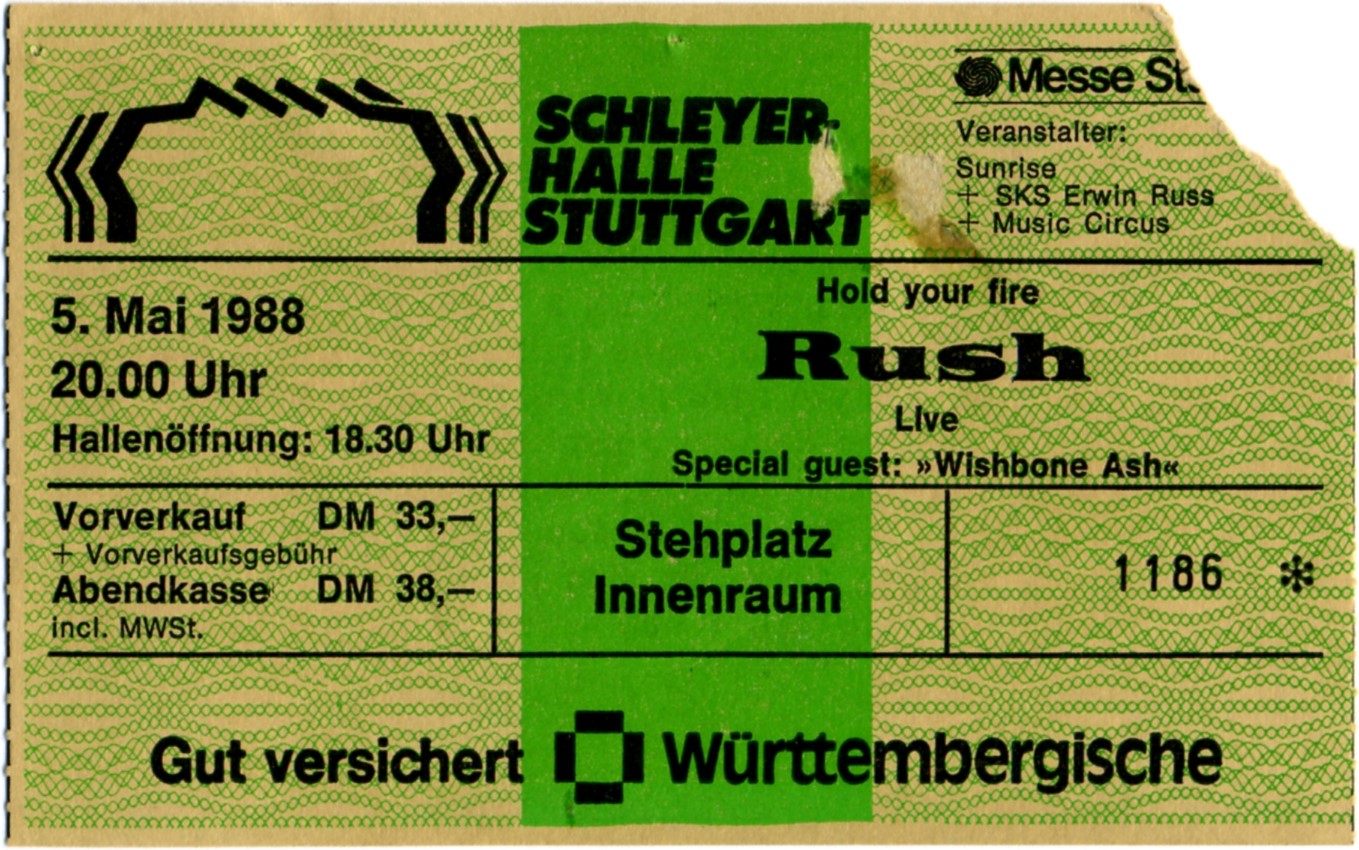 SCHLEYER-
HALLE
STUTTGART
Messe
Veranstalter:
Sunrise
+ SKS Erwin Russ
+ Music Circus
5. Mai 1988
20.00 Uhr
Hallenöffnung: 18.30 Uhr
Hold your fire
Rush
Live
Special guest: »Wishbone Ash«
Vorverkauf DM 33,—
+ Vorverkaufsgebühr
Abendkasse DM 38,—
incl. MWSt.
Stehplatz
Innenraum
1186 *
Gut versichert Württembergische